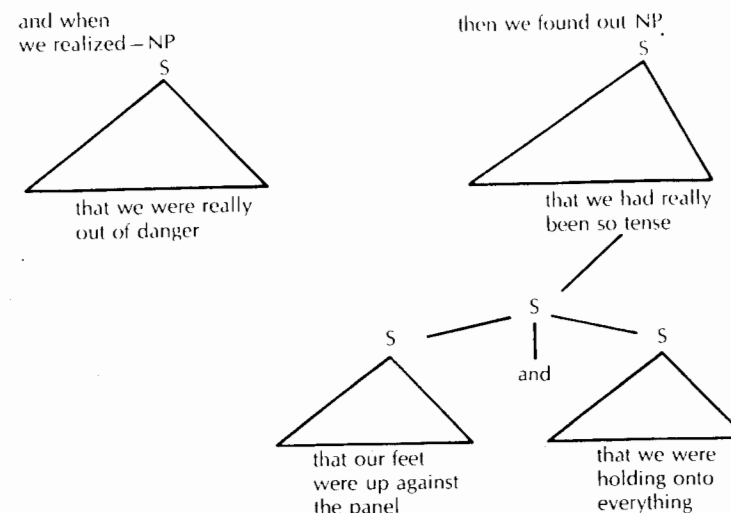 and when
we realized – NP
S
that we were really
out of danger
then we found out NP
S
that we had really
been so tense
S
S
and
S
that our feet
were up against
the panel
that we were
holding onto
everything